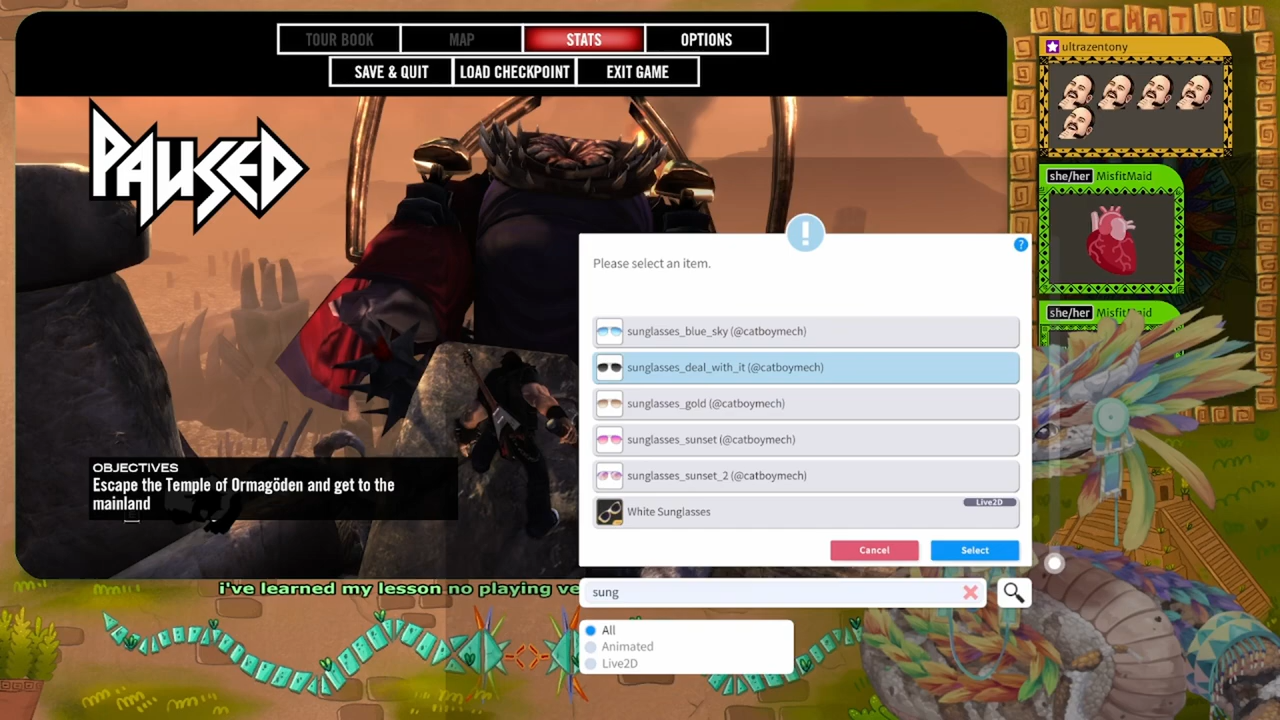 TOUR BOOK
MAP
STATS
OPTIONS
SAVE & QUIT
LOAD CHECKPOINT
EXIT GAME
PAUSED
OBJECTIVES
Escape the Temple of Ormagöden and get to the
mainland
CHAT
ultrazentony
she/her MisfitMaid
she/her MisfitMaid
!
?
Please select an item.
sunglasses_blue_sky (@catboymech)
sunglasses_deal_with_it (@catboymech)
sunglasses_gold (@catboymech)
sunglasses_sunset (@catboymech)
sunglasses_sunset_2 (@catboymech)
White Sunglasses
Live2D
Cancel
Select
sung
All
Animated
Live2D
i've learned my lesson no playing ve